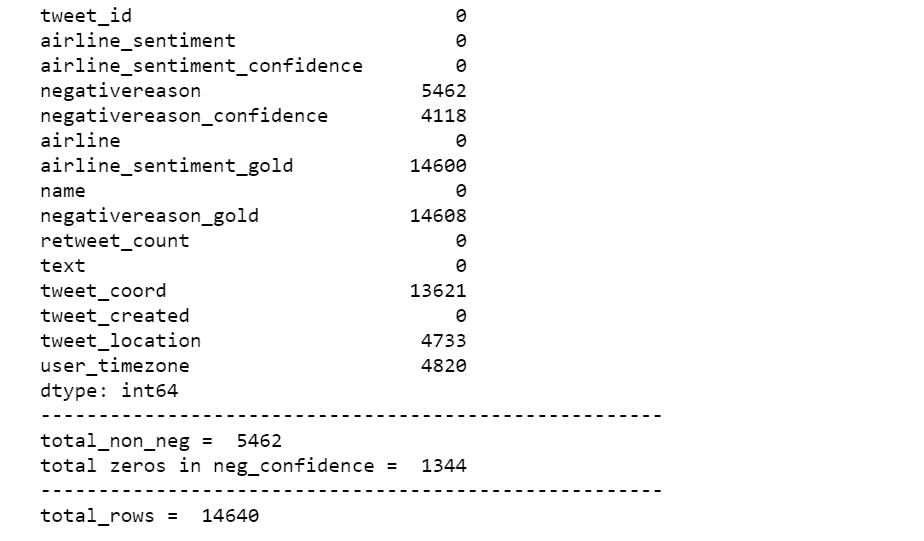 tweet_id 0
airline_sentiment 0
airline_sentiment_confidence 0
negativereason 5462
negativereason_confidence 4118
airline 0
airline_sentiment_gold 14600
name 0
negativereason_gold 14608
retweet_count 0
text 0
tweet_coord 13621
tweet_created 0
tweet_location 4733
user_timezone 4820
dtype: int64
------------------------------------------------------
total_non_neg =  5462
total zeros in neg_confidence =  1344
------------------------------------------------------
total_rows =  14640